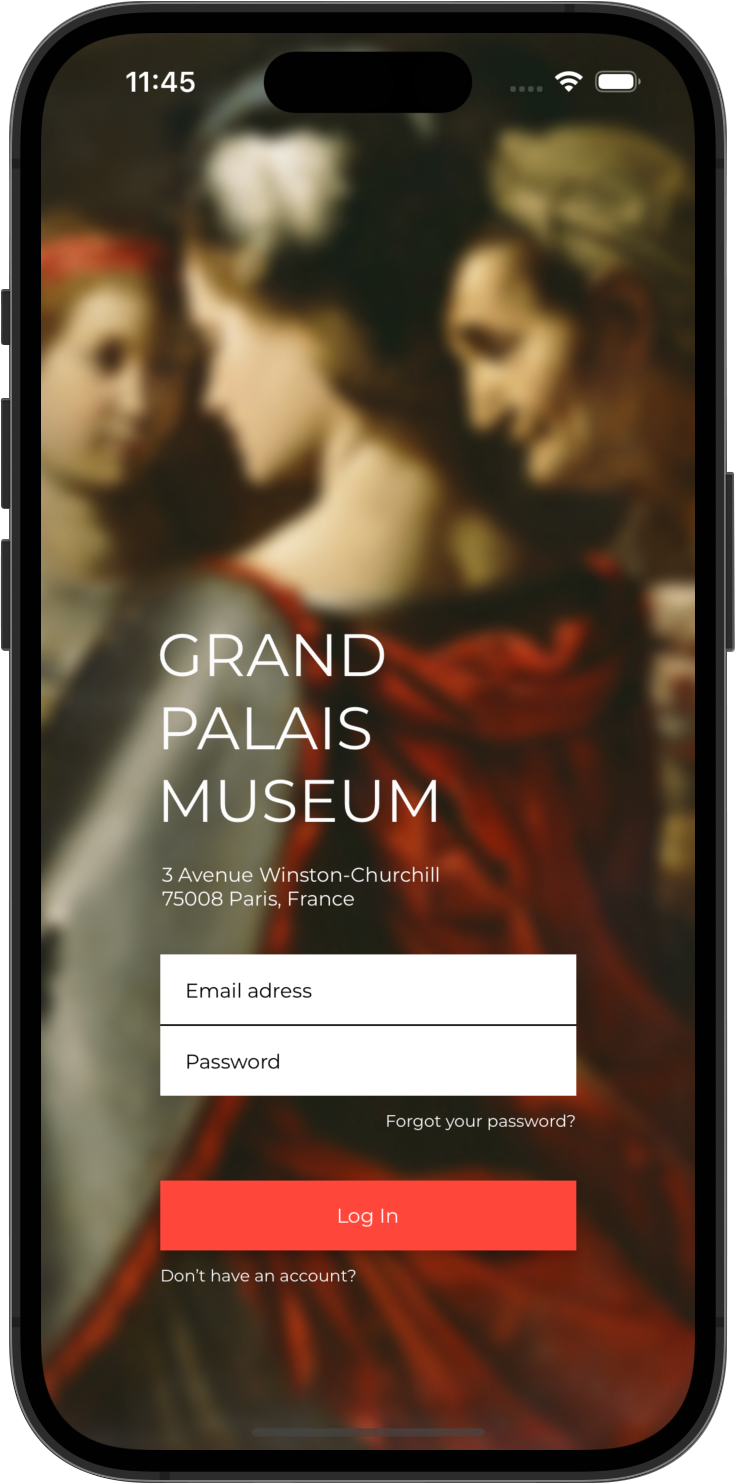 11:45
GRAND
PALAIS
MUSEUM
3 Avenue Winston-Churchill
75008 Paris, France
Email adress
Password
Forgot your password?
Log In
Don’t have an account?